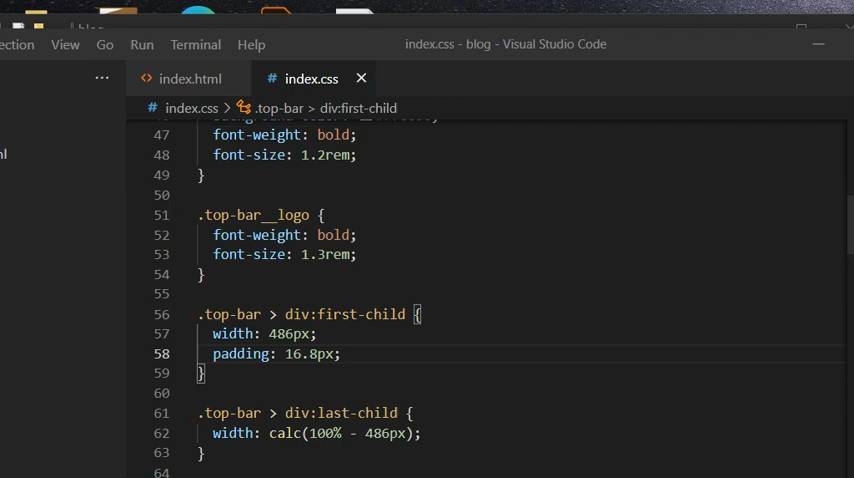 View Go Run Terminal Help index.css - blog - Visual Studio Code
... index.html # index.css
# index.css > .top-bar > div:first-child
47 font-weight: bold;
48 font-size: 1.2rem;
49 }
50
51 .top-bar__logo {
52 font-weight: bold;
53 font-size: 1.3rem;
54 }
55
56 .top-bar > div:first-child {
57 width: 486px;
58 padding: 16.8px;
59 }
60
61 .top-bar > div:last-child {
62 width: calc(100% - 486px);
63 }
64